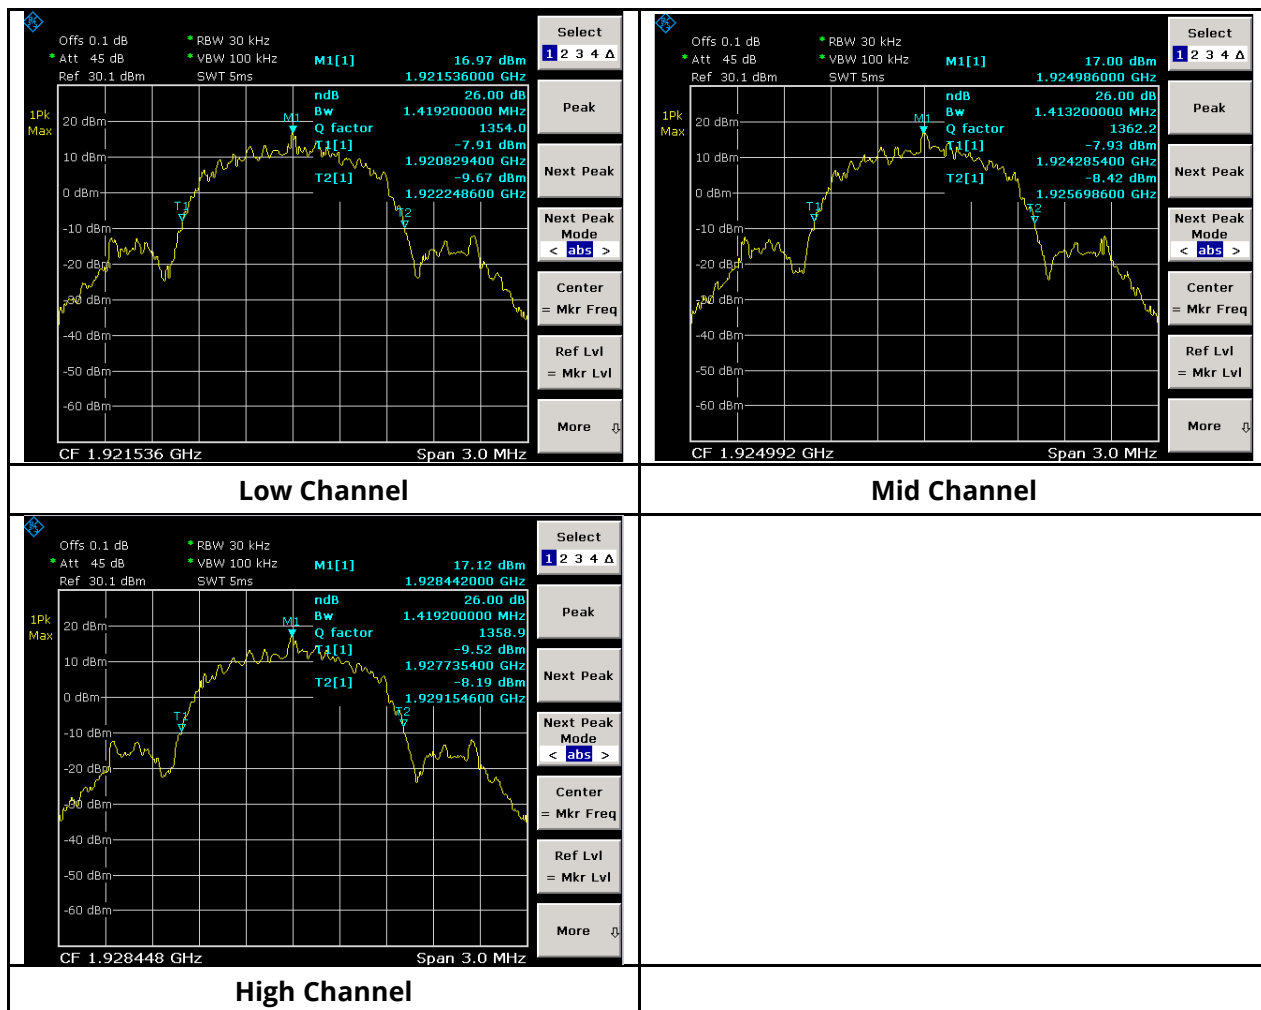 Offs 0.1 dB
* RBW 30 kHz
* Att 45 dB
* VBW 100 kHz
M1[1] 16.97 dBm
Ref 30.1 dBm
SWT 5ms
1.921536000 GHz
ndB 26.00 dB
Bw 1.419200000 MHz
Q factor 1354.0
T1[1] -7.91 dBm
1.920829400 GHz
T2[1] -9.67 dBm
1.922248600 GHz
1Pk
Max
M1
T1
T2
20 dBm
10 dBm
0 dBm
-10 dBm
-20 dBm
-30 dBm
-40 dBm
-50 dBm
-60 dBm
CF 1.921536 GHz
Span 3.0 MHz
Select
1 2 3 4 Δ
Peak
Next Peak
Next Peak
Mode
< abs >
Center
= Mkr Freq
Ref Lvl
= Mkr Lvl
More ⇩
Low Channel
Offs 0.1 dB
* RBW 30 kHz
* Att 45 dB
* VBW 100 kHz
M1[1] 17.00 dBm
Ref 30.1 dBm
SWT 5ms
1.924986000 GHz
ndB 26.00 dB
Bw 1.413200000 MHz
Q factor 1362.2
T1[1] -7.93 dBm
1.924285400 GHz
T2[1] -8.42 dBm
1.925698600 GHz
1Pk
Max
M1
T1
T2
20 dBm
10 dBm
0 dBm
-10 dBm
-20 dBm
-30 dBm
-40 dBm
-50 dBm
-60 dBm
CF 1.924992 GHz
Span 3.0 MHz
Select
1 2 3 4 Δ
Peak
Next Peak
Next Peak
Mode
< abs >
Center
= Mkr Freq
Ref Lvl
= Mkr Lvl
More ⇩
Mid Channel
Offs 0.1 dB
* RBW 30 kHz
* Att 45 dB
* VBW 100 kHz
M1[1] 17.12 dBm
Ref 30.1 dBm
SWT 5ms
1.928442000 GHz
ndB 26.00 dB
Bw 1.419200000 MHz
Q factor 1358.9
T1[1] -9.52 dBm
1.927735400 GHz
T2[1] -8.19 dBm
1.929154600 GHz
1Pk
Max
M1
T1
T2
20 dBm
10 dBm
0 dBm
-10 dBm
-20 dBm
-30 dBm
-40 dBm
-50 dBm
-60 dBm
CF 1.928448 GHz
Span 3.0 MHz
Select
1 2 3 4 Δ
Peak
Next Peak
Next Peak
Mode
< abs >
Center
= Mkr Freq
Ref Lvl
= Mkr Lvl
More ⇩
High Channel